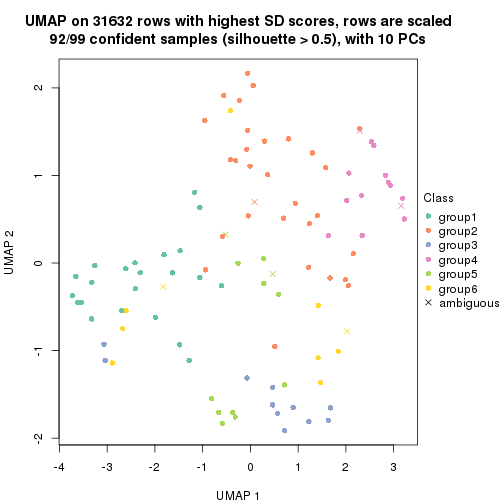 UMAP on 31632 rows with highest SD scores, rows are scaled
92/99 confident samples (silhouette > 0.5), with 10 PCs
2
1
0
-1
-2
UMAP 2
-4
-3
-2
-1
0
1
2
3
UMAP 1
Class
group1
group2
group3
group4
group5
group6
ambiguous